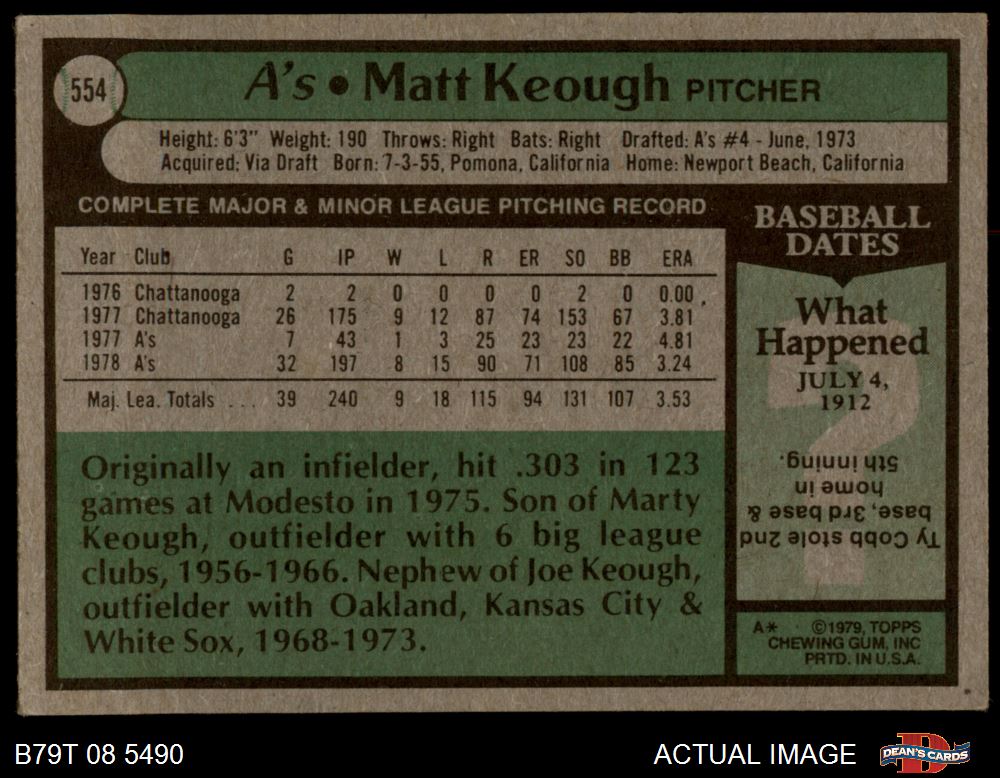 554
A's • Matt Keough PITCHER
Height: 6'3" Weight: 190 Throws: Right Bats: Right Drafted: A's #4 - June, 1973
Acquired: Via Draft Born: 7-3-55, Pomona, California Home: Newport Beach, California
COMPLETE MAJOR & MINOR LEAGUE PITCHING RECORD
Year Club G IP W L R ER SO BB ERA
1976 Chattanooga 2 2 0 0 0 0 2 0 0.00
1977 Chattanooga 26 175 9 12 87 74 153 67 3.81
1977 A's 7 43 1 3 25 23 23 22 4.81
1978 A's 32 197 8 15 90 71 108 85 3.24
Maj. Lea. Totals ... 39 240 9 18 115 94 131 107 3.53
Originally an infielder, hit .303 in 123
games at Modesto in 1975. Son of Marty
Keough, outfielder with 6 big league
clubs, 1956-1966. Nephew of Joe Keough,
outfielder with Oakland, Kansas City &
White Sox, 1968-1973.
BASEBALL
DATES
What
Happened
JULY 4,
1912
Ty Cobb stole 2nd
base, 3rd base &
home in
5th inning.
A* ©1979, TOPPS
CHEWING GUM, INC
PRTD. IN U.S.A.
B79T 08 5490
ACTUAL IMAGE
DEAN'S CARDS